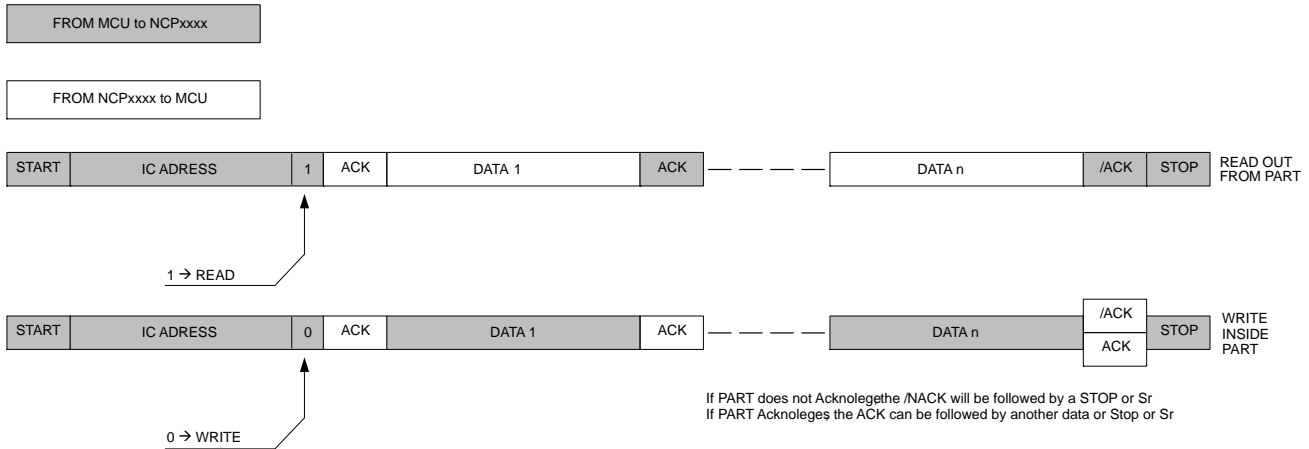 FROM MCU to NCPxxxx
FROM NCPxxxx to MCU
START IC ADRESS 1 ACK DATA 1 ACK DATA n /ACK STOP READ OUT
FROM PART
1 → READ
START IC ADRESS 0 ACK DATA 1 ACK DATA n /ACK ACK STOP WRITE
INSIDE
PART
If PART does not Acknolege, the /NACK will be followed by a STOP or Sr
If PART Acknoleges, the ACK can be followed by another data or Stop or Sr
0 → WRITE